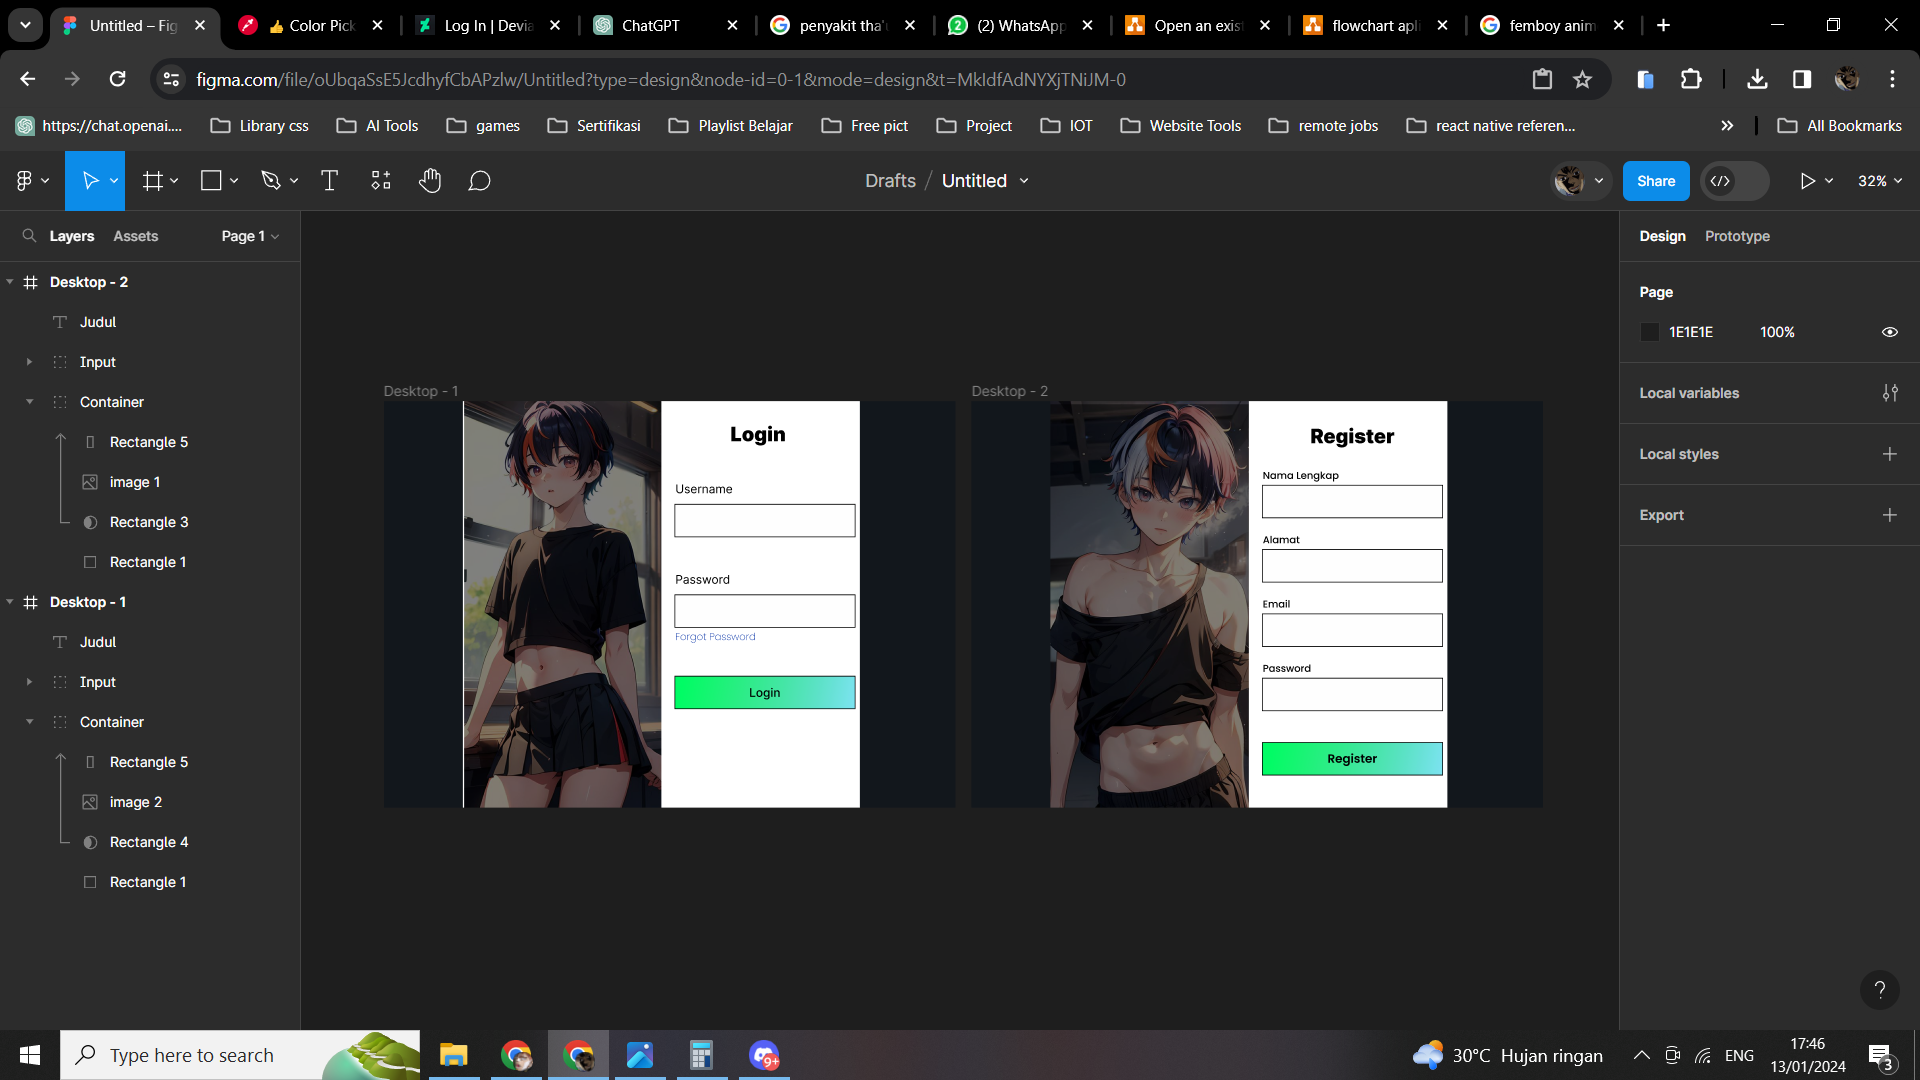 Untitled – Fig
👍 Color Pick
Log In | Devia
ChatGPT
penyakit tha'u
(2) WhatsApp
Open an exis
flowchart apli
femboy anim
figma.com/file/oUbqaSsE5JcdhyfCbAPzlw/Untitled?type=design&node-id=0-1&mode=design&t=MkIdfAdNYXjTNiJM-0
https://chat.openai....
Library css
AI Tools
games
Sertifikasi
Playlist Belajar
Free pict
Project
IOT
Website Tools
remote jobs
react native referen...
All Bookmarks
Drafts / Untitled
Share
32%
Layers
Assets
Page 1
Desktop - 2
Judul
Input
Container
Rectangle 5
image 1
Rectangle 3
Rectangle 1
Desktop - 1
Judul
Input
Container
Rectangle 5
image 2
Rectangle 4
Rectangle 1
Desktop - 1
Login
Username
Password
Forgot Password
Login
Desktop - 2
Register
Nama Lengkap
Alamat
Email
Password
Register
Design
Prototype
Page
1E1E1E
100%
Local variables
Local styles
Export
?
Type here to search
9+
30°C Hujan ringan
ENG
17:46
13/01/2024
3